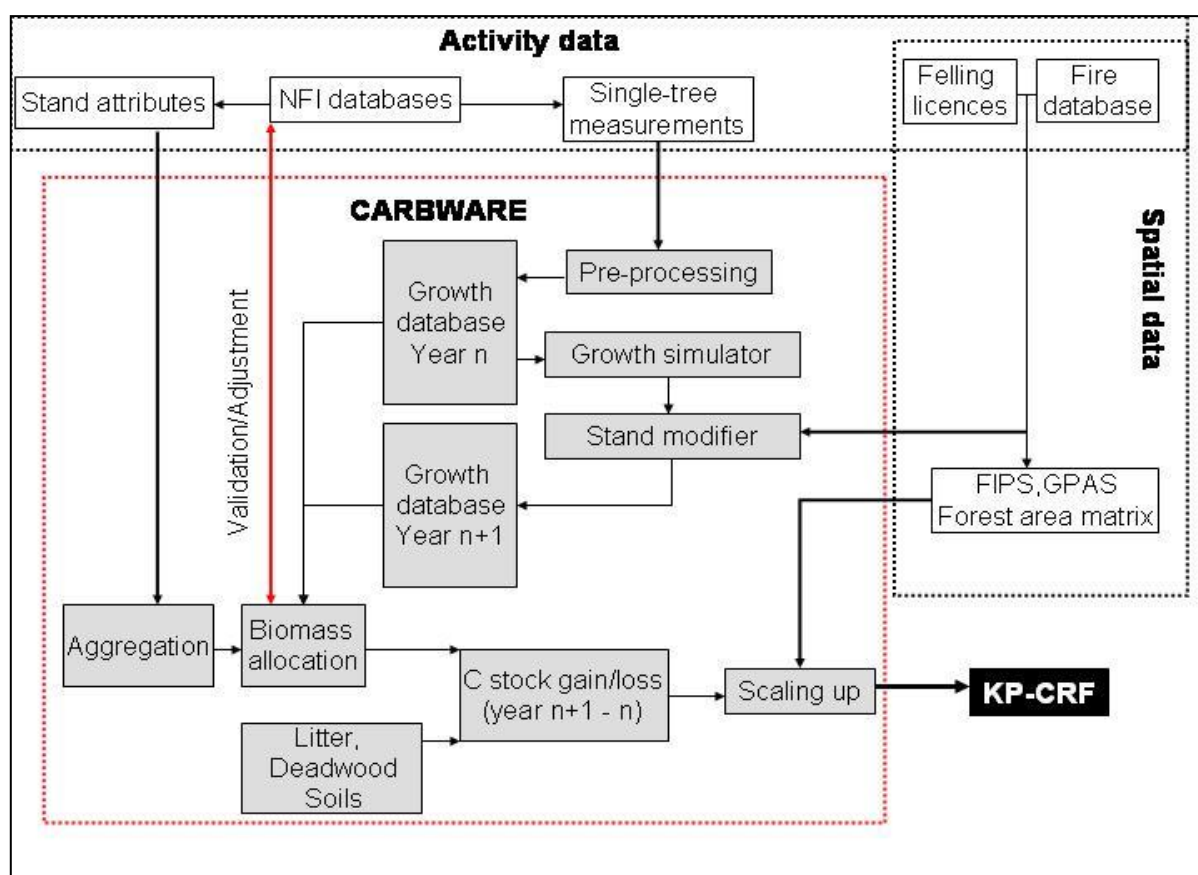 Activity data
Stand attributes
NFI databases
Single-tree
measurements
Felling
licences
Fire
database
Spatial data
CARBWARE
Validation/Adjustment
Pre-processing
Growth
database
Year n
Growth simulator
Stand modifier
Growth
database
Year n+1
FIPS,GPAS
Forest area matrix
Aggregation
Biomass
allocation
C stock gain/loss
(year n+1 - n)
Scaling up
KP-CRF
Litter,
Deadwood
Soils